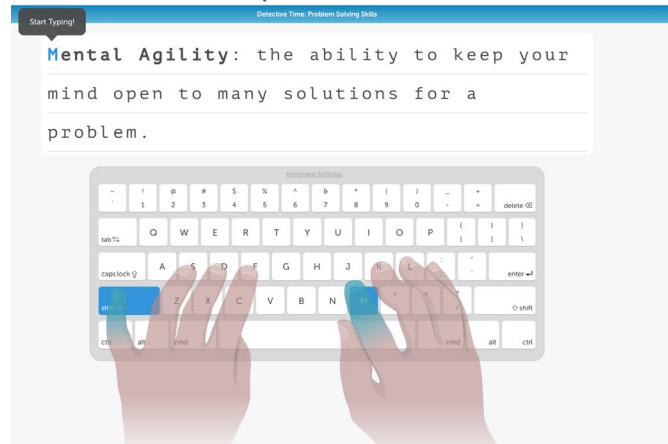 Detective Time: Problem Solving Skills
Start Typing!
Mental Agility: the ability to keep your
mind open to many solutions for a
problem.
Keyboard Settings
~ ! @ # $ % ^ & * ( ) _ +
` 1 2 3 4 5 6 7 8 9 0 - = delete
tab Q W E R T Y U I O P
caps lock A S D F G H J K L enter
shift Z X C V B N M < > / shift
ctrl alt cmd cmd alt ctrl